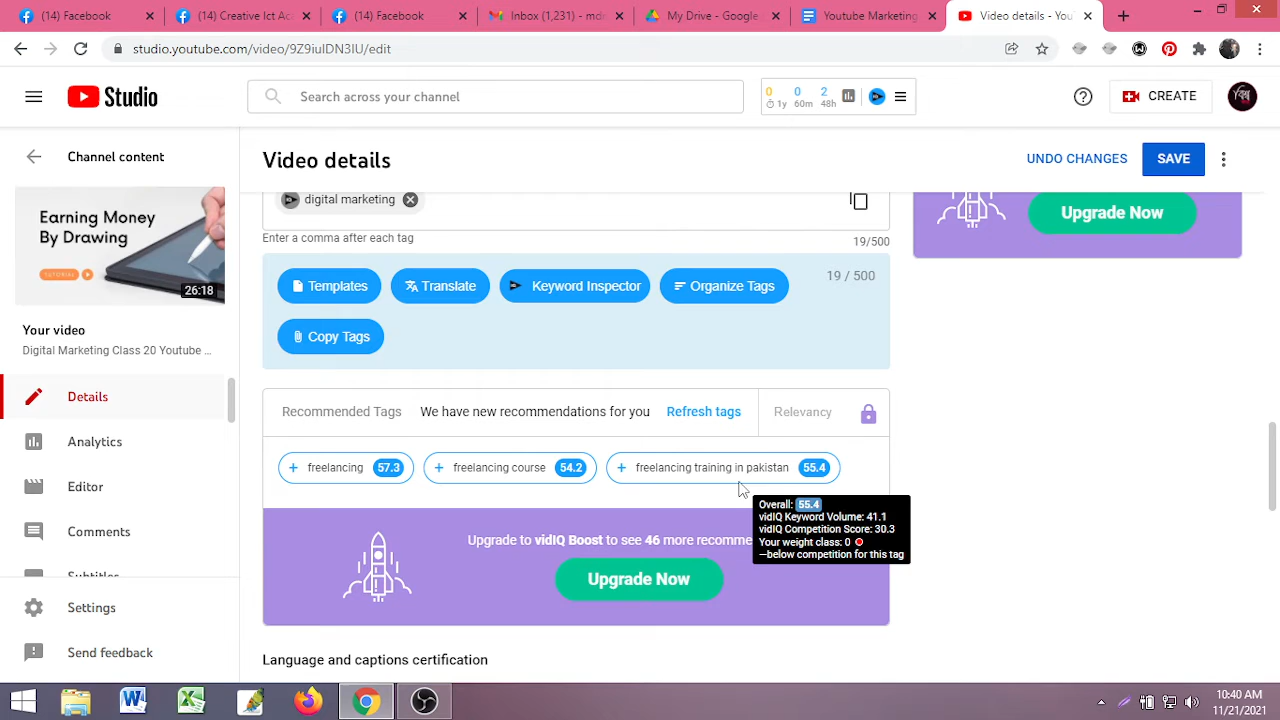 (14) Facebook
(14) Creative Ict Aca
(14) Facebook
Inbox (1,231) - mdn
My Drive - Google
Youtube Marketing
Video details - You
studio.youtube.com/video/9Z9iulDN3lU/edit
Studio
Search across your channel
0 0 2
1y 60m 48h
CREATE
Channel content
Video details
UNDO CHANGES
SAVE
Earning Money
By Drawing
TUTORIAL
26:18
digital marketing
Enter a comma after each tag
19/500
Upgrade Now
Templates
Translate
Keyword Inspector
Organize Tags
19 / 500
Copy Tags
Your video
Digital Marketing Class 20 Youtube ...
Details
Analytics
Editor
Comments
Subtitles
Settings
Send feedback
Recommended Tags
We have new recommendations for you
Refresh tags
Relevancy
+ freelancing 57.3
+ freelancing course 54.2
+ freelancing training in pakistan 55.4
Overall: 55.4
vidIQ Keyword Volume: 41.1
vidIQ Competition Score: 30.3
Your weight class: 0
—below competition for this tag
Upgrade to vidIQ Boost to see 46 more recomme
Upgrade Now
Language and captions certification
10:40 AM
11/21/2021